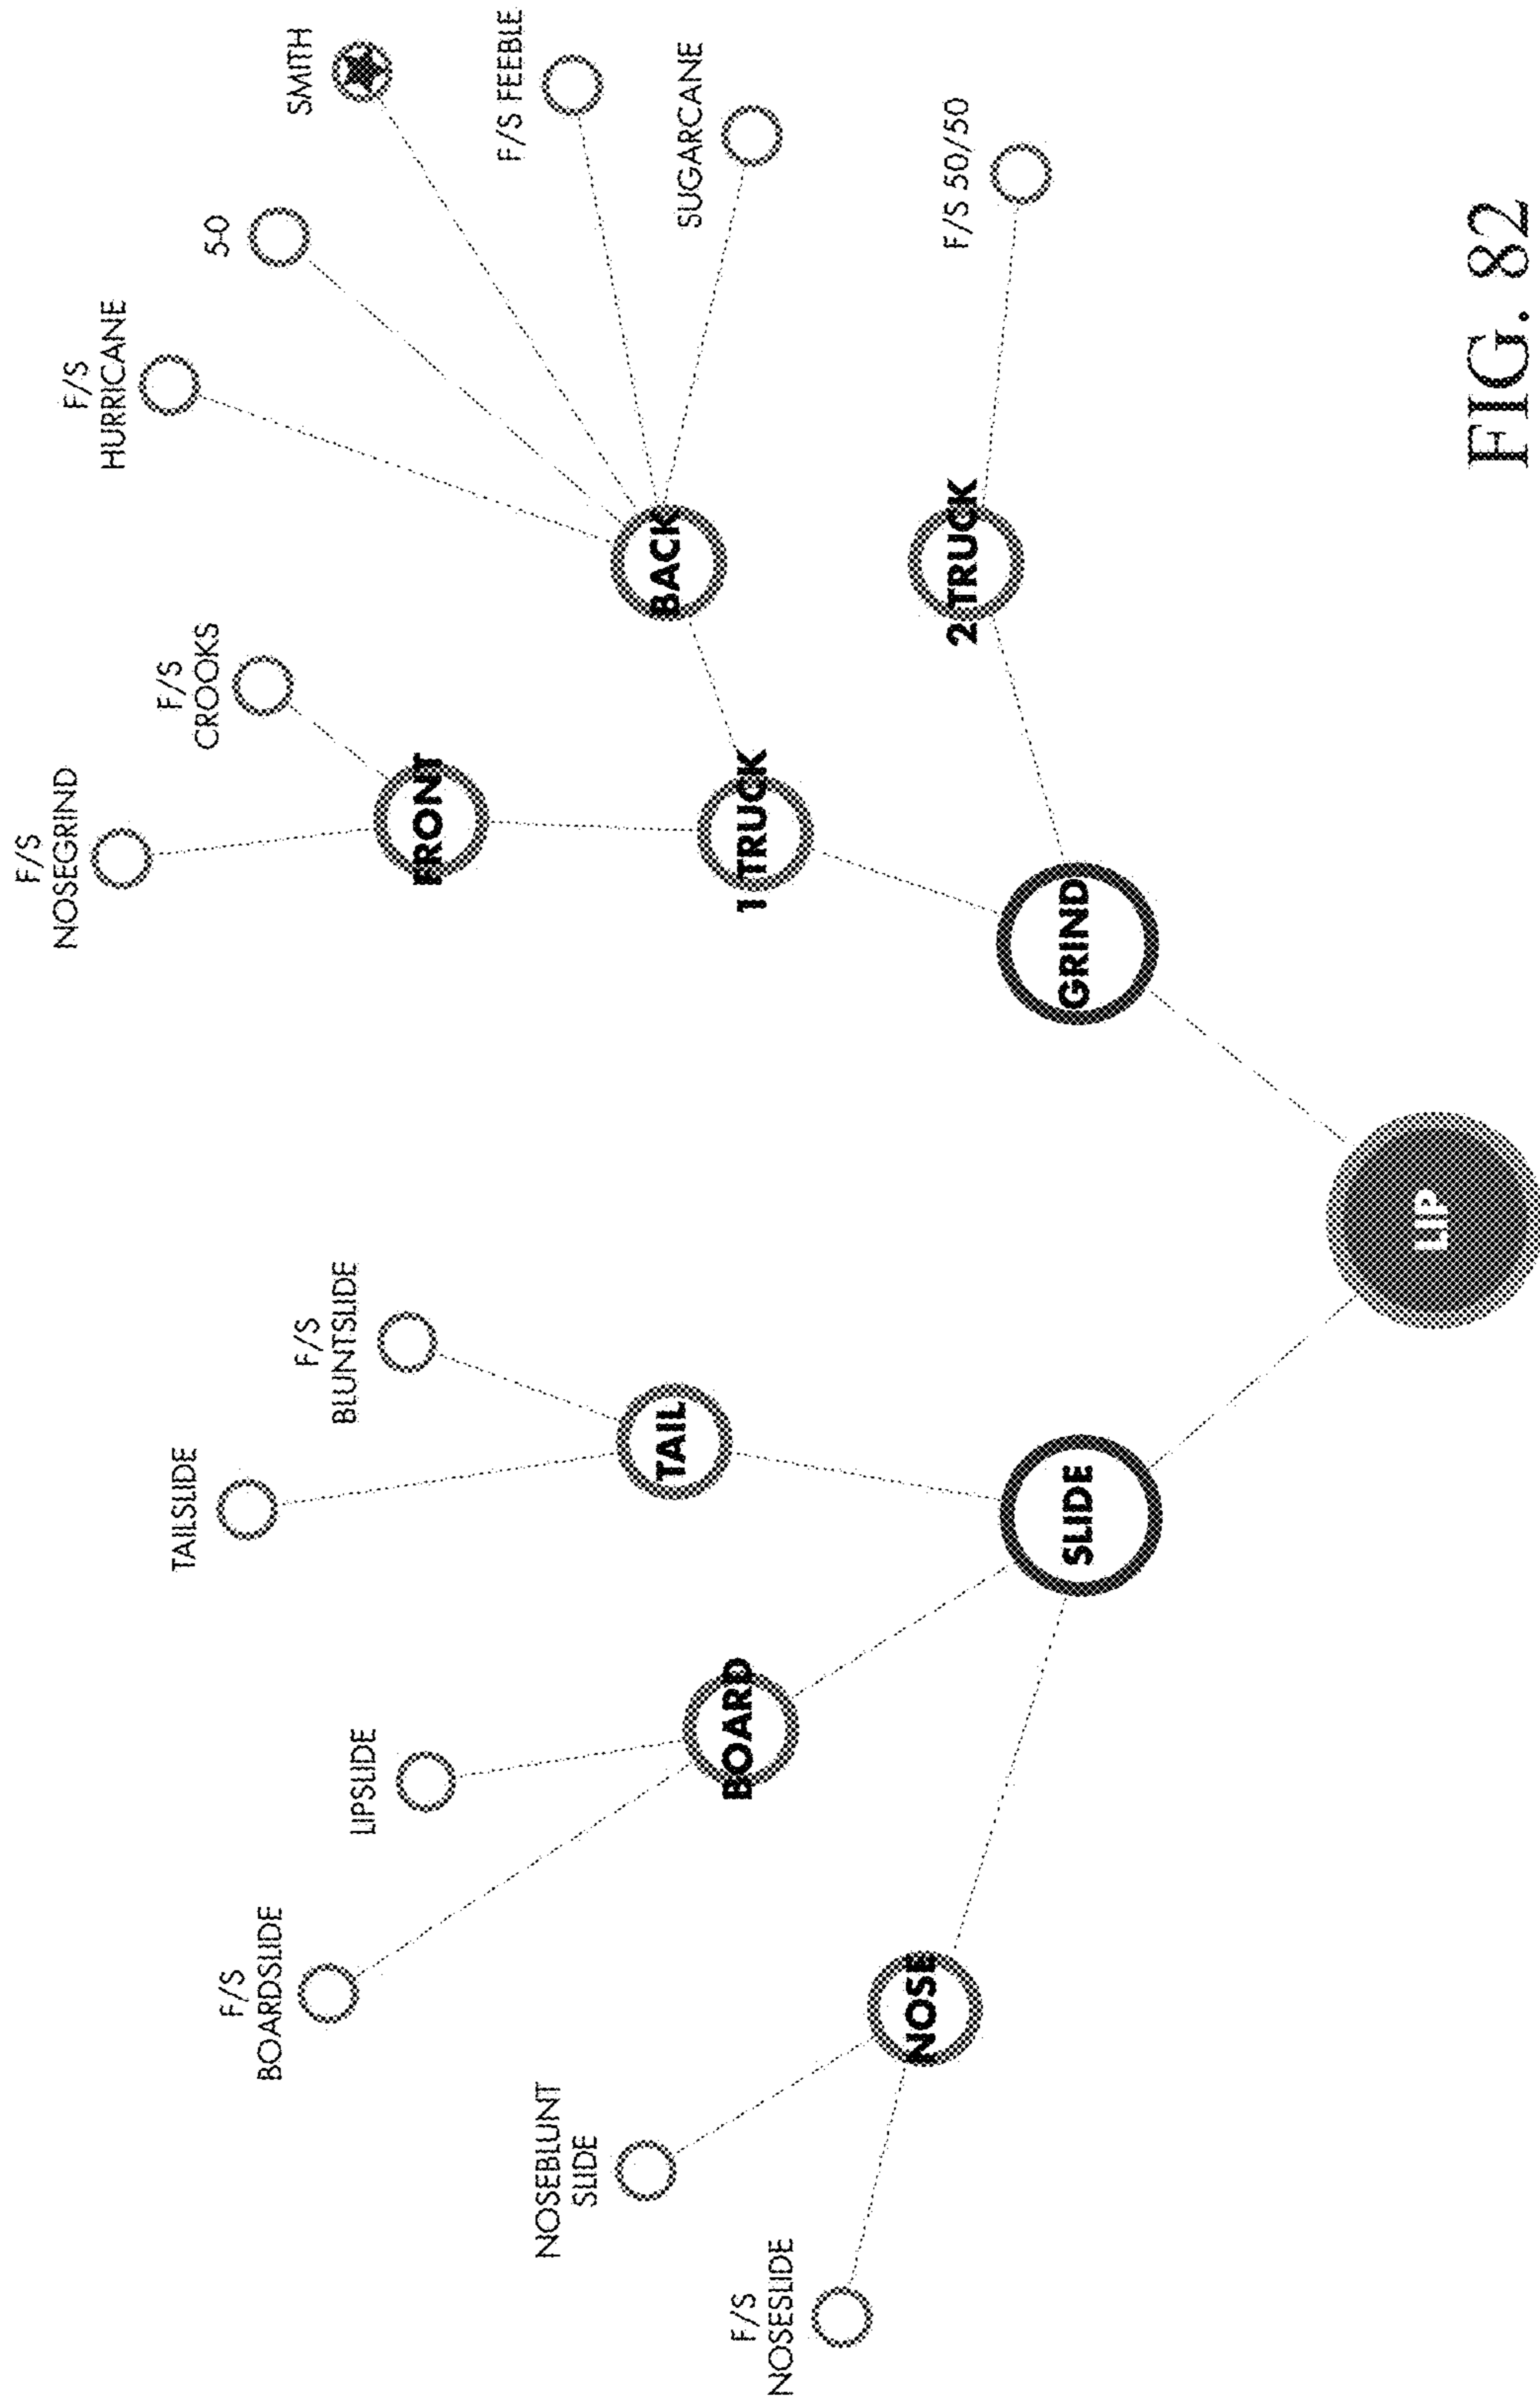 F/S
NOSESLIDE
NOSEBLUNT
SLIDE
NOSE
F/S
BOARDSLIDE
LIPSLIDE
BOARD
TAILSLIDE
F/S
BLUNTSLIDE
TAIL
SLIDE
LIP
GRIND
F/S
NOSEGRIND
F/S
CROOKS
FRONT
1 TRUCK
F/S
HURRICANE
5-0
SMITH
F/S FEEBLE
SUGARCANE
BACK
2 TRUCK
F/S 50/50
FIG. 82